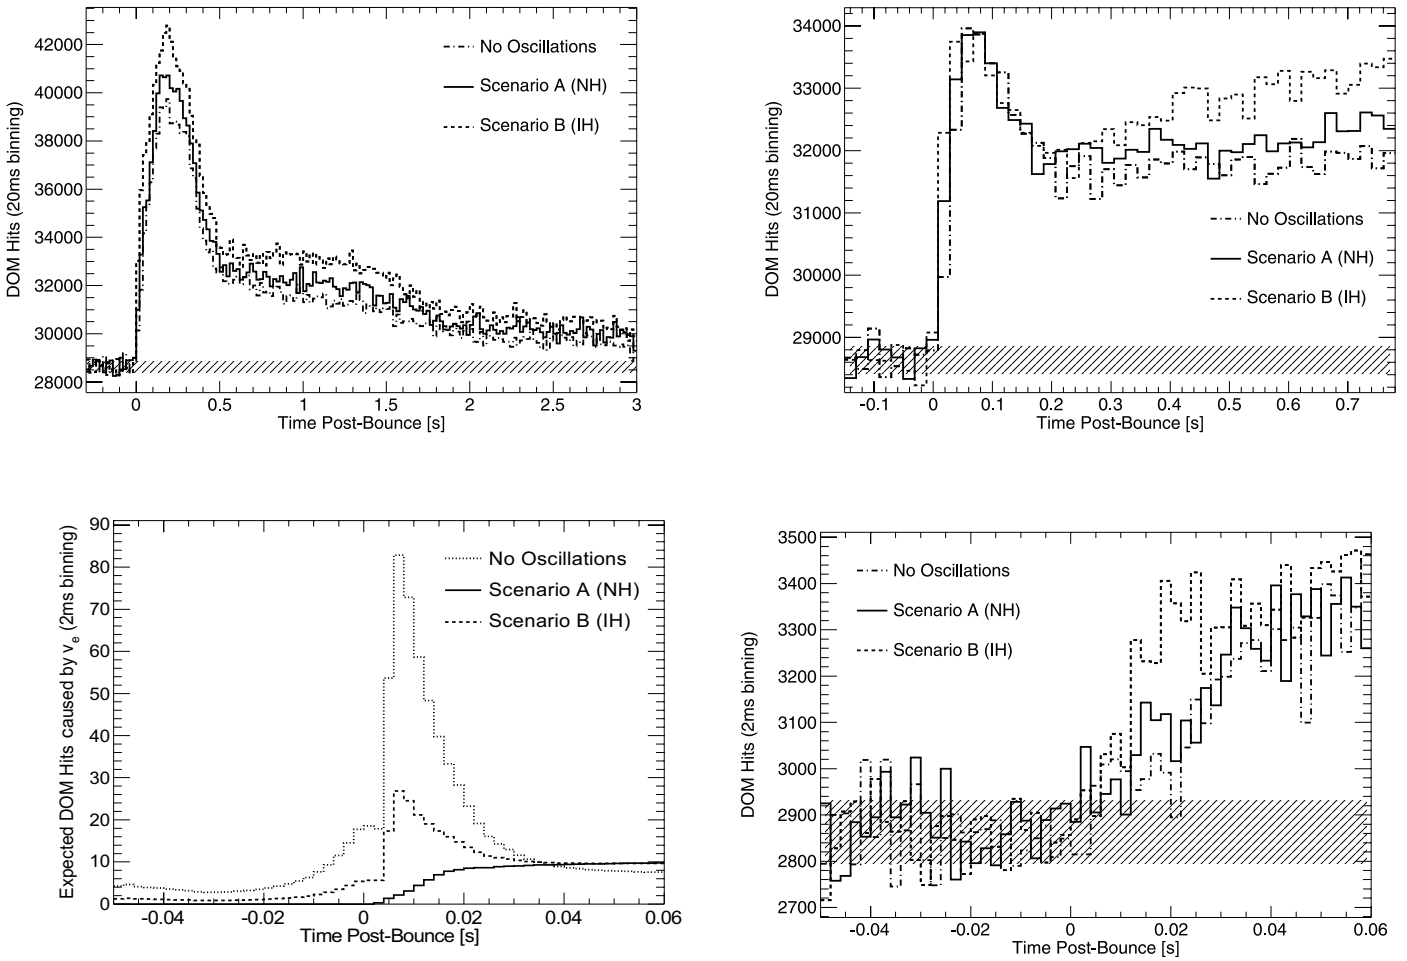 DOM Hits (20ms binning)
42000
40000
38000
36000
34000
32000
30000
28000
No Oscillations
Scenario A (NH)
Scenario B (IH)
0 0.5 1 1.5 2 2.5 3
Time Post-Bounce [s]
DOM Hits (20ms binning)
34000
33000
32000
31000
30000
29000
No Oscillations
Scenario A (NH)
Scenario B (IH)
-0.1 0 0.1 0.2 0.3 0.4 0.5 0.6 0.7
Time Post-Bounce [s]
Expected DOM Hits caused by νe (2ms binning)
90
80
70
60
50
40
30
20
10
0
No Oscillations
Scenario A (NH)
Scenario B (IH)
-0.04 -0.02 0 0.02 0.04 0.06
Time Post-Bounce [s]
DOM Hits (2ms binning)
3500
3400
3300
3200
3100
3000
2900
2800
2700
No Oscillations
Scenario A (NH)
Scenario B (IH)
-0.04 -0.02 0 0.02 0.04 0.06
Time Post-Bounce [s]